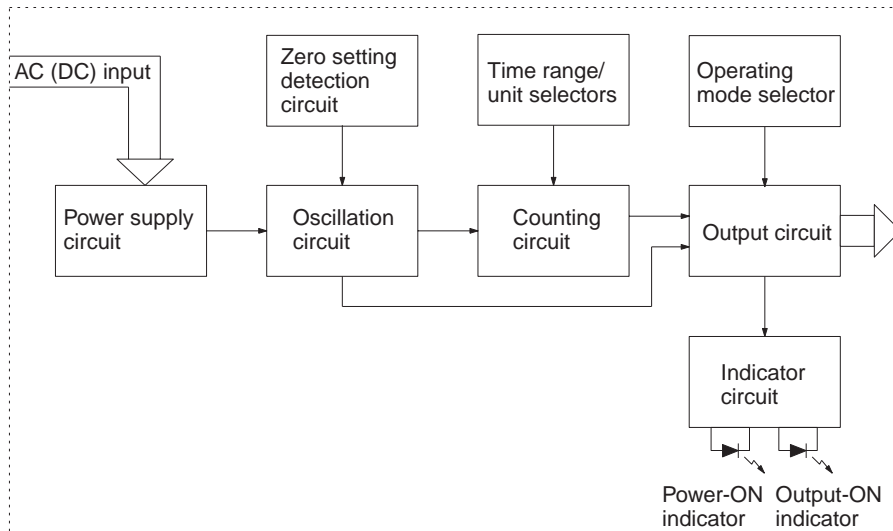 AC (DC) input
Zero setting
detection
circuit
Time range/
unit selectors
Operating
mode selector
Power supply
circuit
Oscillation
circuit
Counting
circuit
Output circuit
Indicator
circuit
Power-ON
indicator
Output-ON
indicator